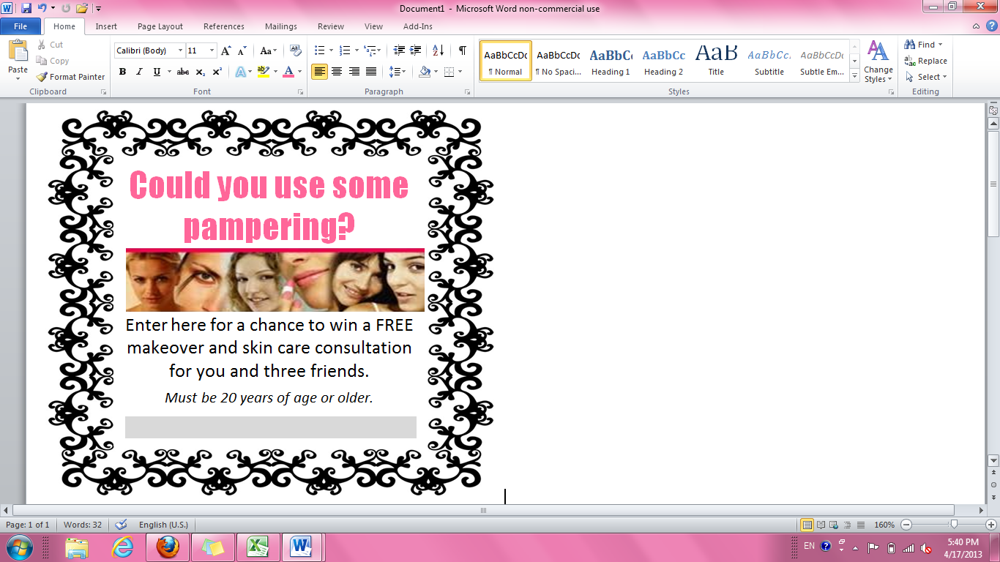 Document1 - Microsoft Word non-commercial use
File Home Insert Page Layout References Mailings Review View Add-Ins
Paste
Cut
Copy
Format Painter
Clipboard
Calibri (Body) 11
B I U abc x₂ x²
Font
Paragraph
AaBbCcDc AaBbCcDc AaBbCc AaBbCc AaB AaBbCc. AaBbCcDc
¶ Normal ¶ No Spaci... Heading 1 Heading 2 Title Subtitle Subtle Em...
Change Styles
Styles
Find
Replace
Select
Editing
Could you use some
pampering?
Enter here for a chance to win a FREE
makeover and skin care consultation
for you and three friends.
Must be 20 years of age or older.
Page: 1 of 1 Words: 32 English (U.S.) 160%
EN 5:40 PM
4/17/2013